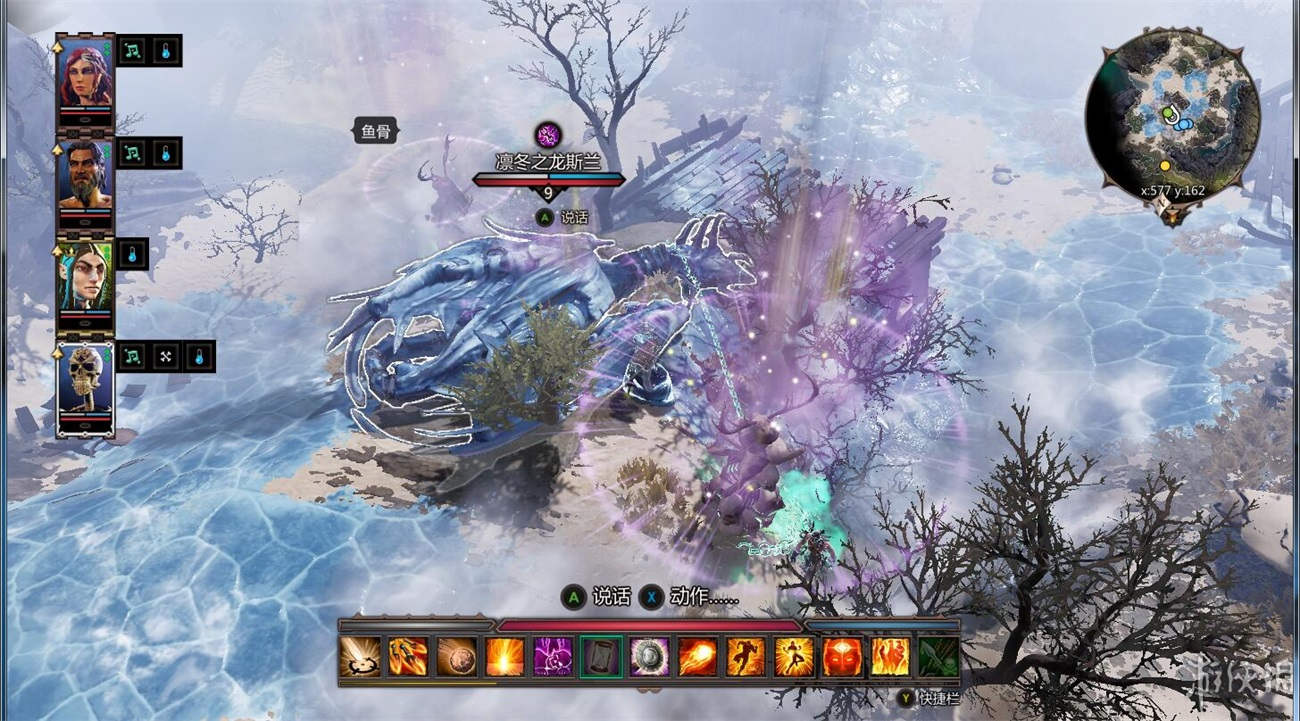 鱼骨
凛冬之龙斯兰
9
A 说话
x:577 y:162
A 说话 X 动作......
Y 快捷栏
游侠网